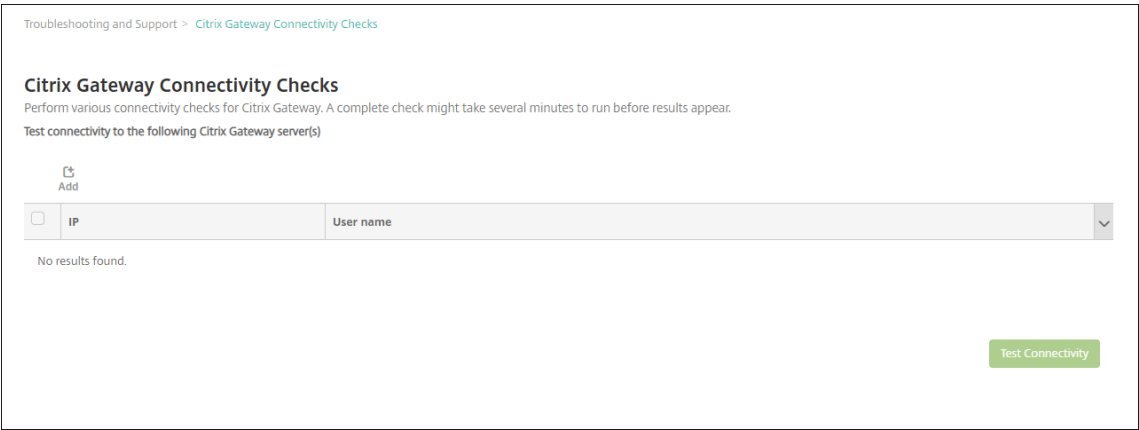 Troubleshooting and Support > Citrix Gateway Connectivity Checks
Citrix Gateway Connectivity Checks
Perform various connectivity checks for Citrix Gateway. A complete check might take several minutes to run before results appear.
Test connectivity to the following Citrix Gateway server(s)
Add
IP User name
No results found.
Test Connectivity